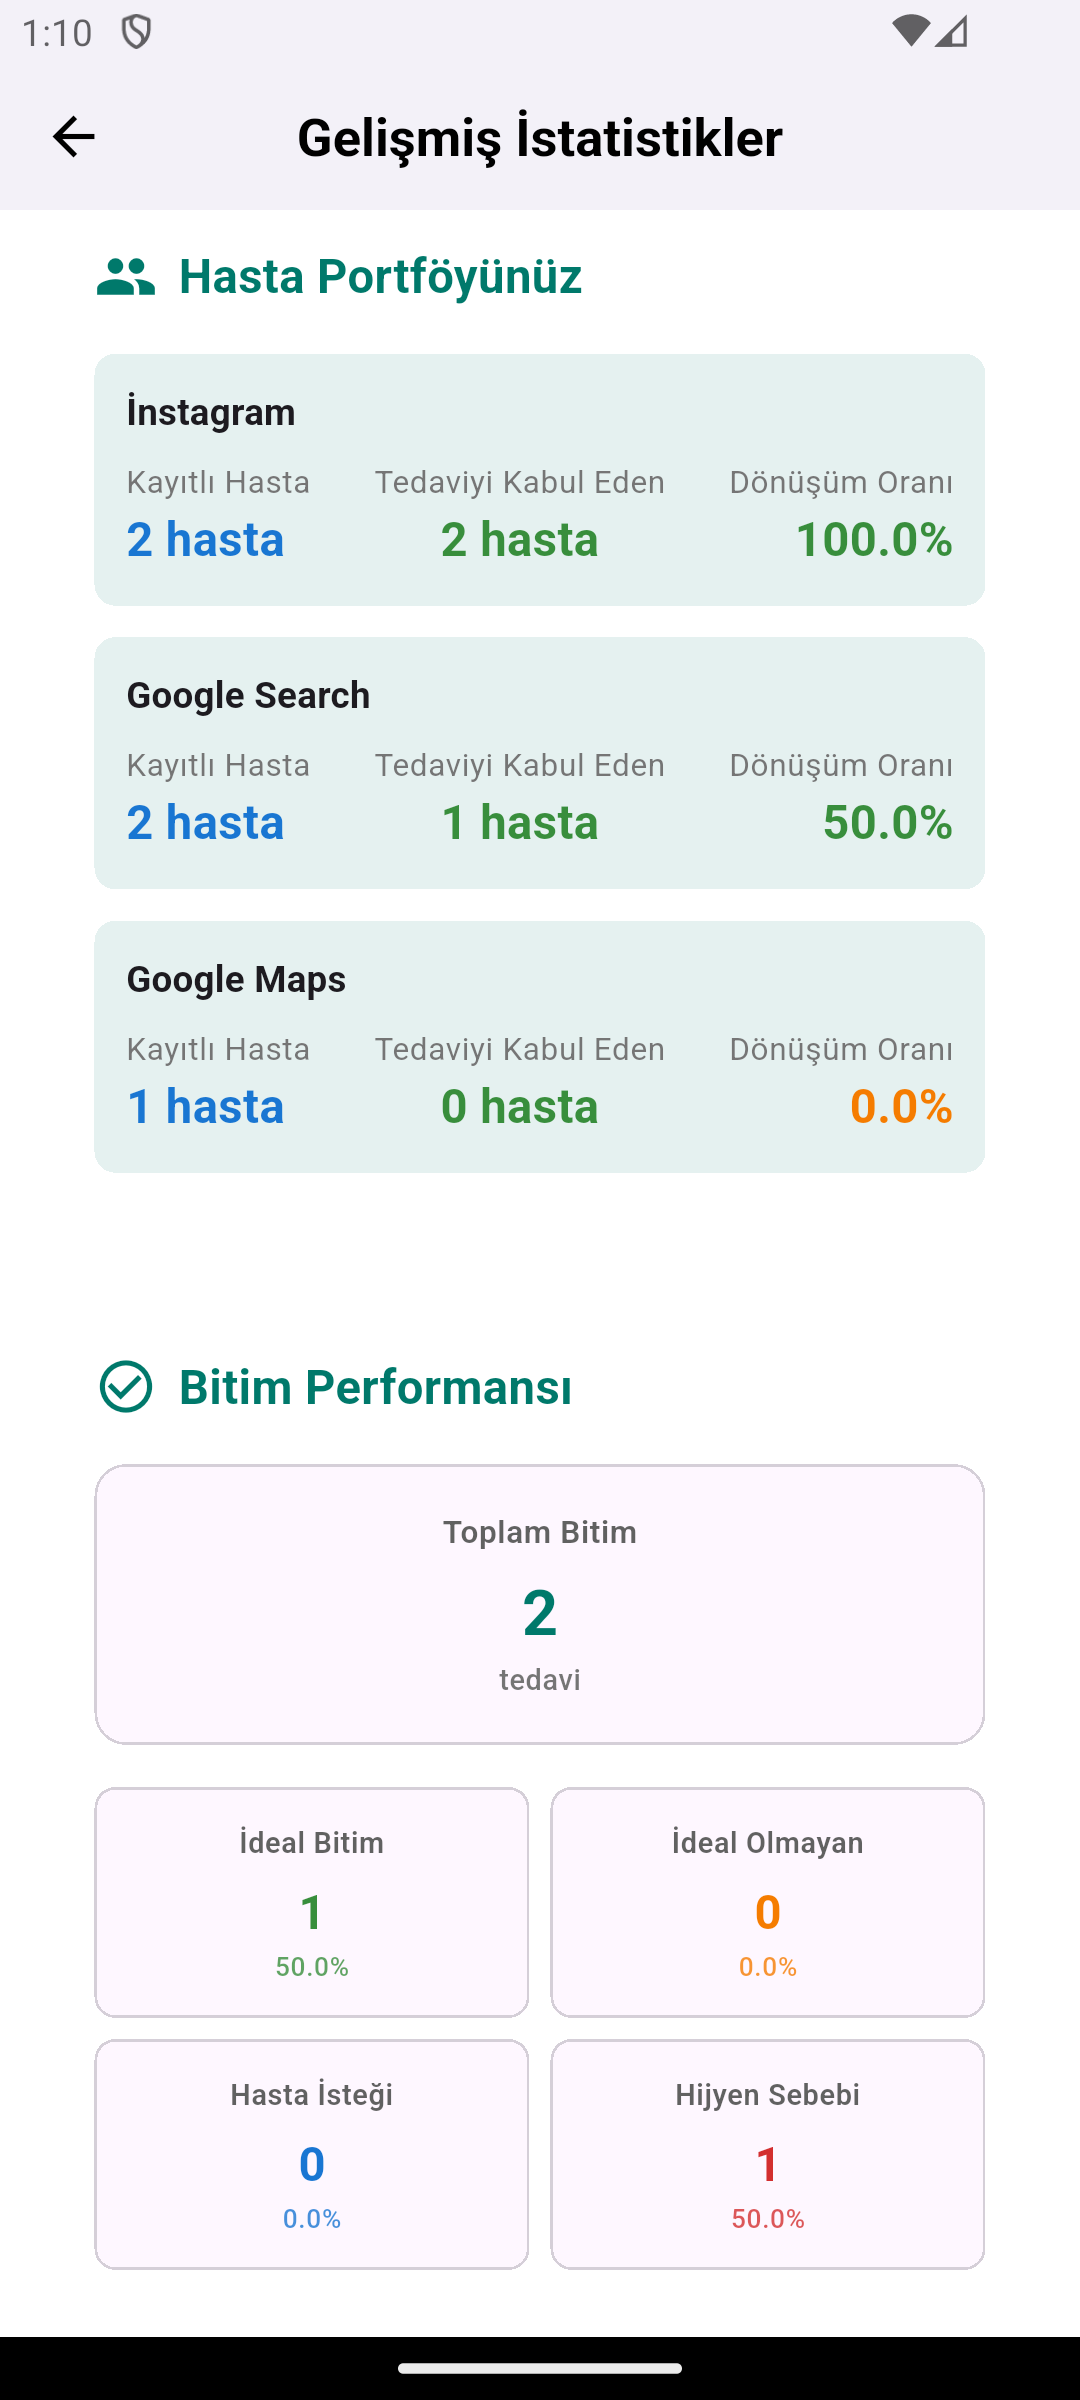 1:10
Gelişmiş İstatistikler
Hasta Portföyünüz
İnstagram
Kayıtlı Hasta Tedaviyi Kabul Eden Dönüşüm Oranı
2 hasta 2 hasta 100.0%
Google Search
Kayıtlı Hasta Tedaviyi Kabul Eden Dönüşüm Oranı
2 hasta 1 hasta 50.0%
Google Maps
Kayıtlı Hasta Tedaviyi Kabul Eden Dönüşüm Oranı
1 hasta 0 hasta 0.0%
Bitim Performansı
Toplam Bitim
2
tedavi
İdeal Bitim İdeal Olmayan
1 0
50.0% 0.0%
Hasta İsteği Hijyen Sebebi
0 1
0.0% 50.0%